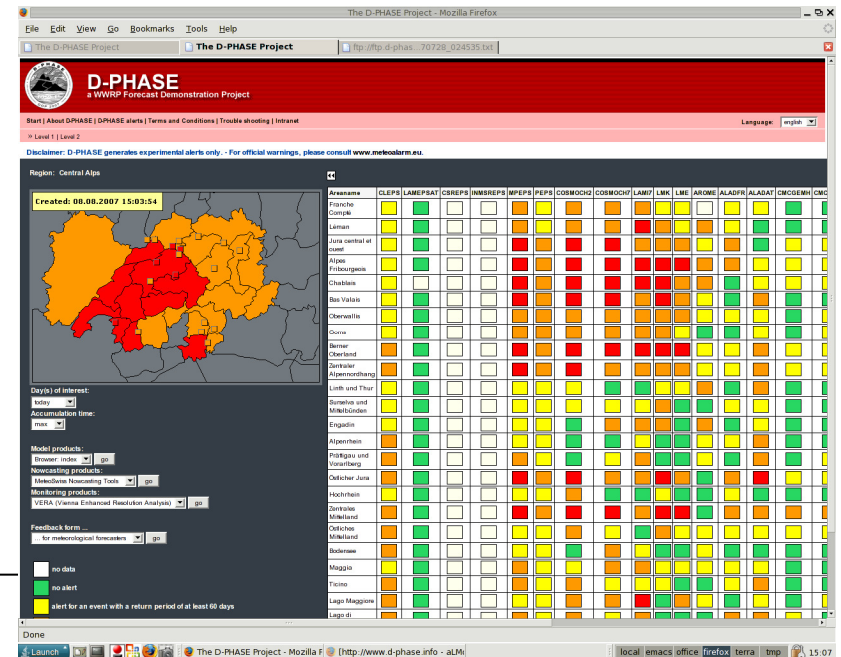 The D-PHASE Project - Mozilla Firefox
File Edit View Go Bookmarks Tools Help
The D-PHASE Project
The D-PHASE Project
ftp://ftp.d-phas...70728_024535.txt
D-PHASE
a WWRP Forecast Demonstration Project
Start | About D-PHASE | D-PHASE alerts | Terms and Conditions | Trouble shooting | Intranet
Language: english
» Level 1 | Level 2
Disclaimer: D-PHASE generates experimental alerts only. - For official warnings, please consult www.meteoalarm.eu.
Region: Central Alps
Created: 08.08.2007 15:03:54
Day(s) of interest:
today
Accumulation time:
max
Model products:
Browser: index go
Nowcasting products:
MeteoSwiss Nowcasting Tools go
Monitoring products:
VERA (Vienna Enhanced Resolution Analysis) go
Feedback form ...
... for meteorological forecasters go
no data
no alert
alert for an event with a return period of at least 60 days
Areaname CLEPS LAMEPSAT CSREPS INMSREPS MPEPS PEPS COSMOCH2 COSMOCH7 LAMI7 LMK LME AROME ALADFR ALADAT CMCGEMH CMC
Franche Compté
Léman
Jura central et ouest
Alpes Fribourgeois
Chablais
Bas Valais
Oberwallis
Berner Oberland
Zentraler Alpennordhang
Linth und Thur
Surselva und Mittelbünden
Engadin
Alpenrhein
Prättigau und Vorarlberg
Östlicher Jura
Hochrhein
Zentrales Mittelland
Östliches Mittelland
Bodensee
Maggia
Ticino
Lago Maggiore
Lago di
Done
Launch
The D-PHASE Project - Mozilla F
[http://www.d-phase.info - aLM
local emacs office firefox terra tmp
15:07